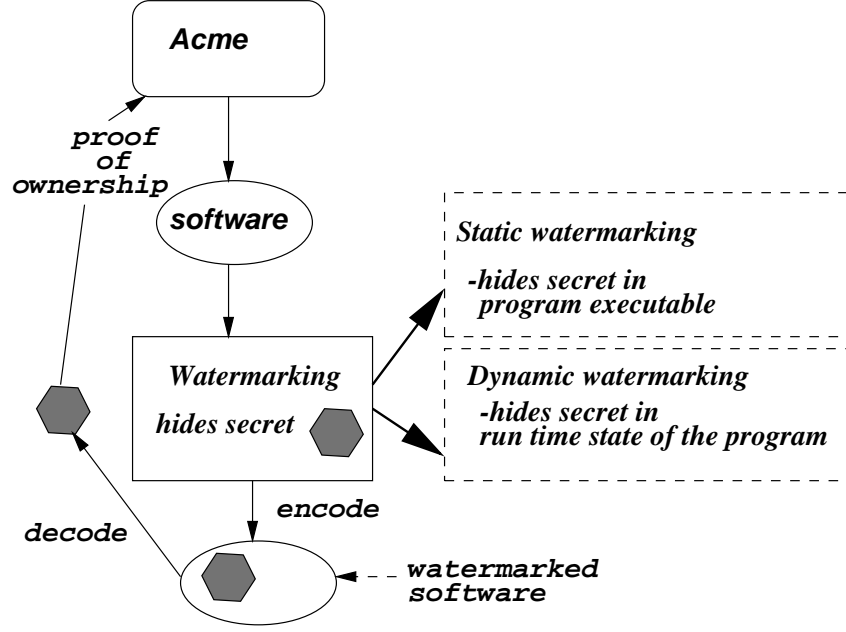 Acme
proof
of
ownership
software
Static watermarking
-hides secret in
program executable
Watermarking
hides secret
Dynamic watermarking
-hides secret in
run time state of the program
encode
decode
watermarked
software